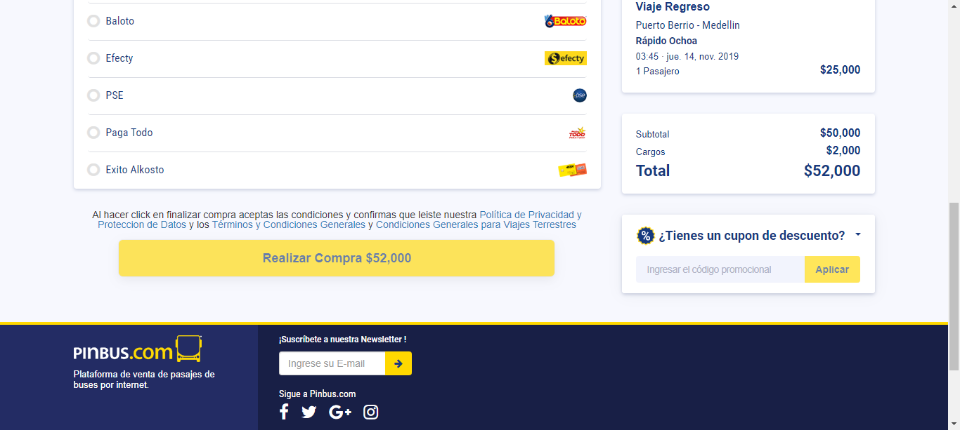 Baloto
Baloto
Efecty
efecty
PSE
pse
Paga Todo
TODO
Exito Alkosto
Al hacer click en finalizar compra aceptas las condiciones y confirmas que leiste nuestra Política de Privacidad y
Proteccion de Datos y los Términos y Condiciones Generales y Condiciones Generales para Viajes Terrestres
Realizar Compra $52,000
Viaje Regreso
Puerto Berrio - Medellin
Rápido Ochoa
03:45 · jue. 14, nov. 2019
1 Pasajero $25,000
Subtotal $50,000
Cargos $2,000
Total $52,000
% ¿Tienes un cupon de descuento?
Ingresar el código promocional Aplicar
PINBUS.com
Plataforma de venta de pasajes de
buses por internet.
¡Suscríbete a nuestra Newsletter !
Ingrese su E-mail
Sigue a Pinbus.com
G+